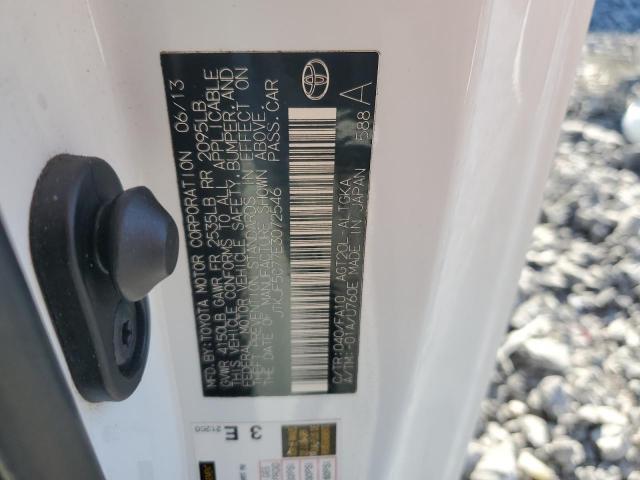 MFD.BY:TOYOTA MOTOR CORPORATION 06/13
GVWR 4150LB GAWR FR 2535LB RR 2095LB
THIS VEHICLE CONFORMS TO ALL APPLICABLE
FEDERAL MOTOR VEHICLE SAFETY, BUMPER, AND
THEFT PREVENTION STANDARDS IN EFFECT ON
THE DATE OF MANUFACTURE SHOWN ABOVE.
JTKJF5C77E3072546 PASS.CAR
C/TR:040/FA10 AGT20L-ALTGKA
A/TM:-01A/U760E MADE IN JAPAN 588 A
3 E
21200